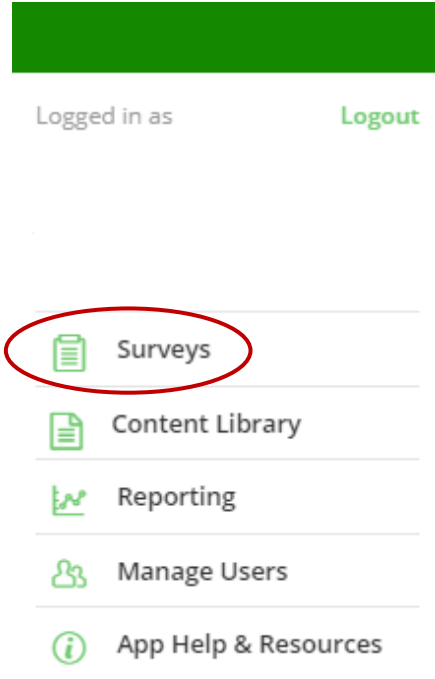 Logged in as Logout
Surveys
Content Library
Reporting
Manage Users
App Help & Resources